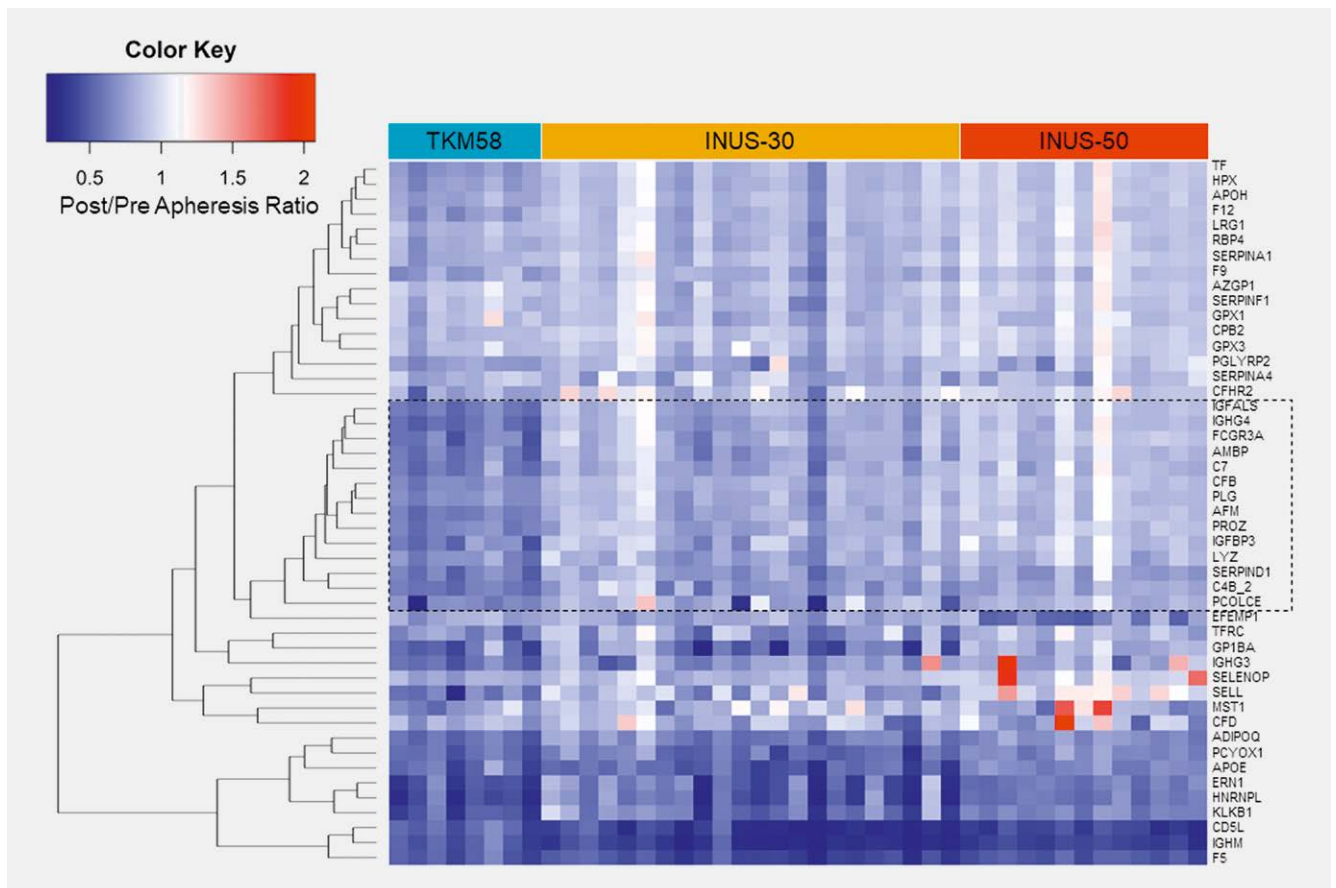 Color Key
0.5 1 1.5 2
Post/Pre Apheresis Ratio
TKM58 INUS-30 INUS-50
TF
HPX
APOH
F12
LRG1
RBP4
SERPINA1
F9
AZGP1
SERPINF1
GPX1
CPB2
GPX3
PGLYRP2
SERPINA4
CFHR2
IGFALS
IGHG4
FCGR3A
AMBP
C7
CFB
PLG
AFM
PROZ
IGFBP3
LYZ
SERPIND1
C4B_2
PCOLCE
EFEMP1
TFRC
GP1BA
IGHG3
SELENOP
SELL
MST1
CFD
ADIPOQ
PCYOX1
APOE
ERN1
HNRNPL
KLKB1
CD5L
IGHM
F5